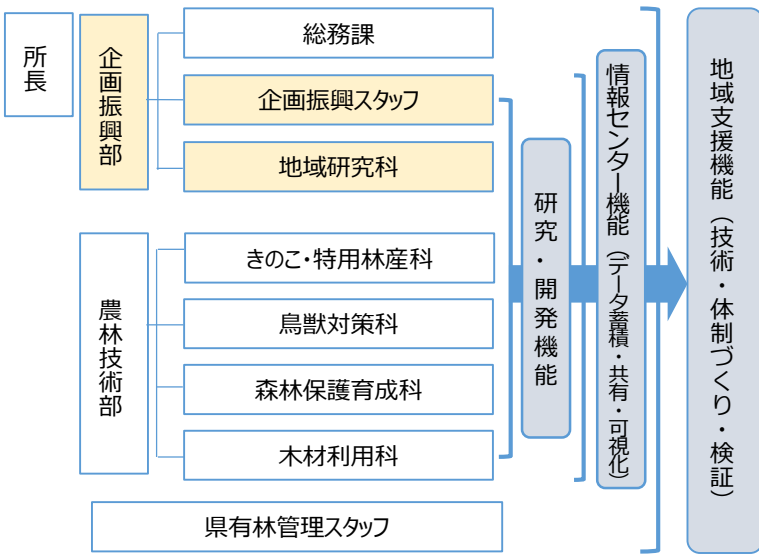 所長
企画振興部
総務課
企画振興スタッフ
地域研究科
農林技術部
きのこ・特用林産科
鳥獣対策科
森林保護育成科
木材利用科
県有林管理スタッフ
研究・開発機能
情報センター機能(データ蓄積・共有・可視化)
地域支援機能(技術・体制づくり・検証)